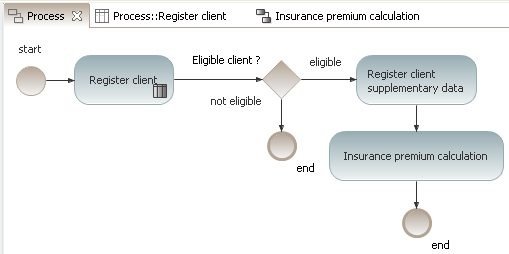 Process
Process::Register client
Insurance premium calculation
start
Register client
Eligible client ?
eligible
not eligible
Register client
supplementary data
end
Insurance premium calculation
end